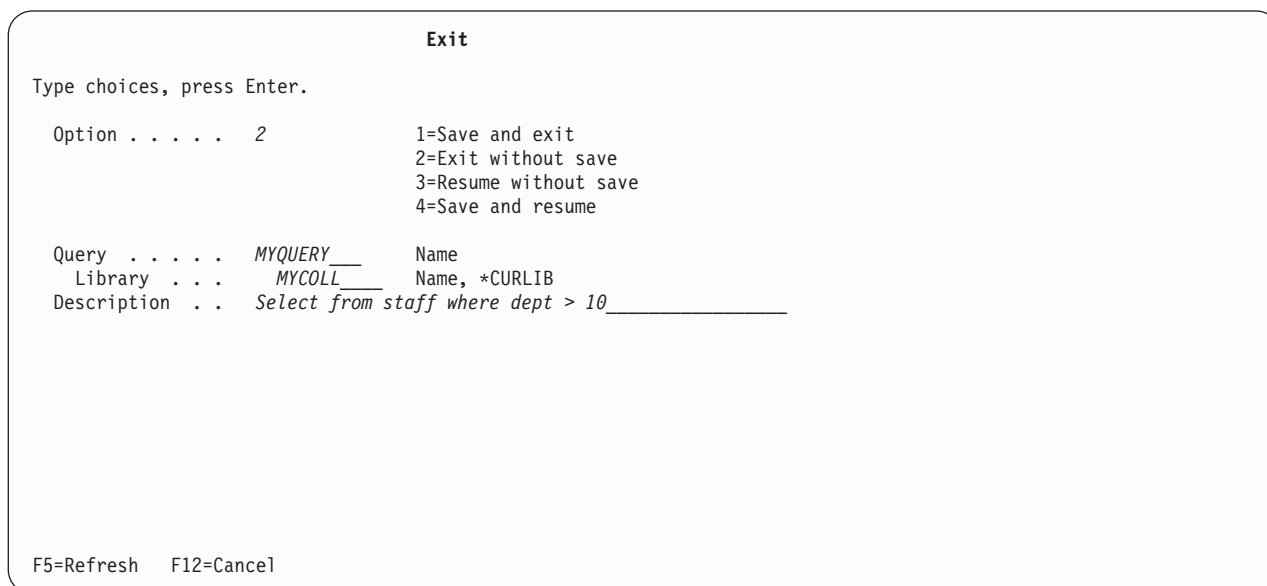 Exit
Type choices, press Enter.
Option . . . . . 2 1=Save and exit
2=Exit without save
3=Resume without save
4=Save and resume
Query . . . . . MYQUERY___ Name
Library . . . MYCOLL____ Name, *CURLIB
Description . . Select from staff where dept > 10_________________
F5=Refresh F12=Cancel